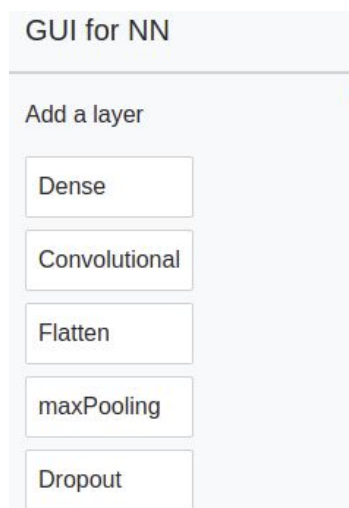 GUI for NN
Add a layer
Dense
Convolutional
Flatten
maxPooling
Dropout